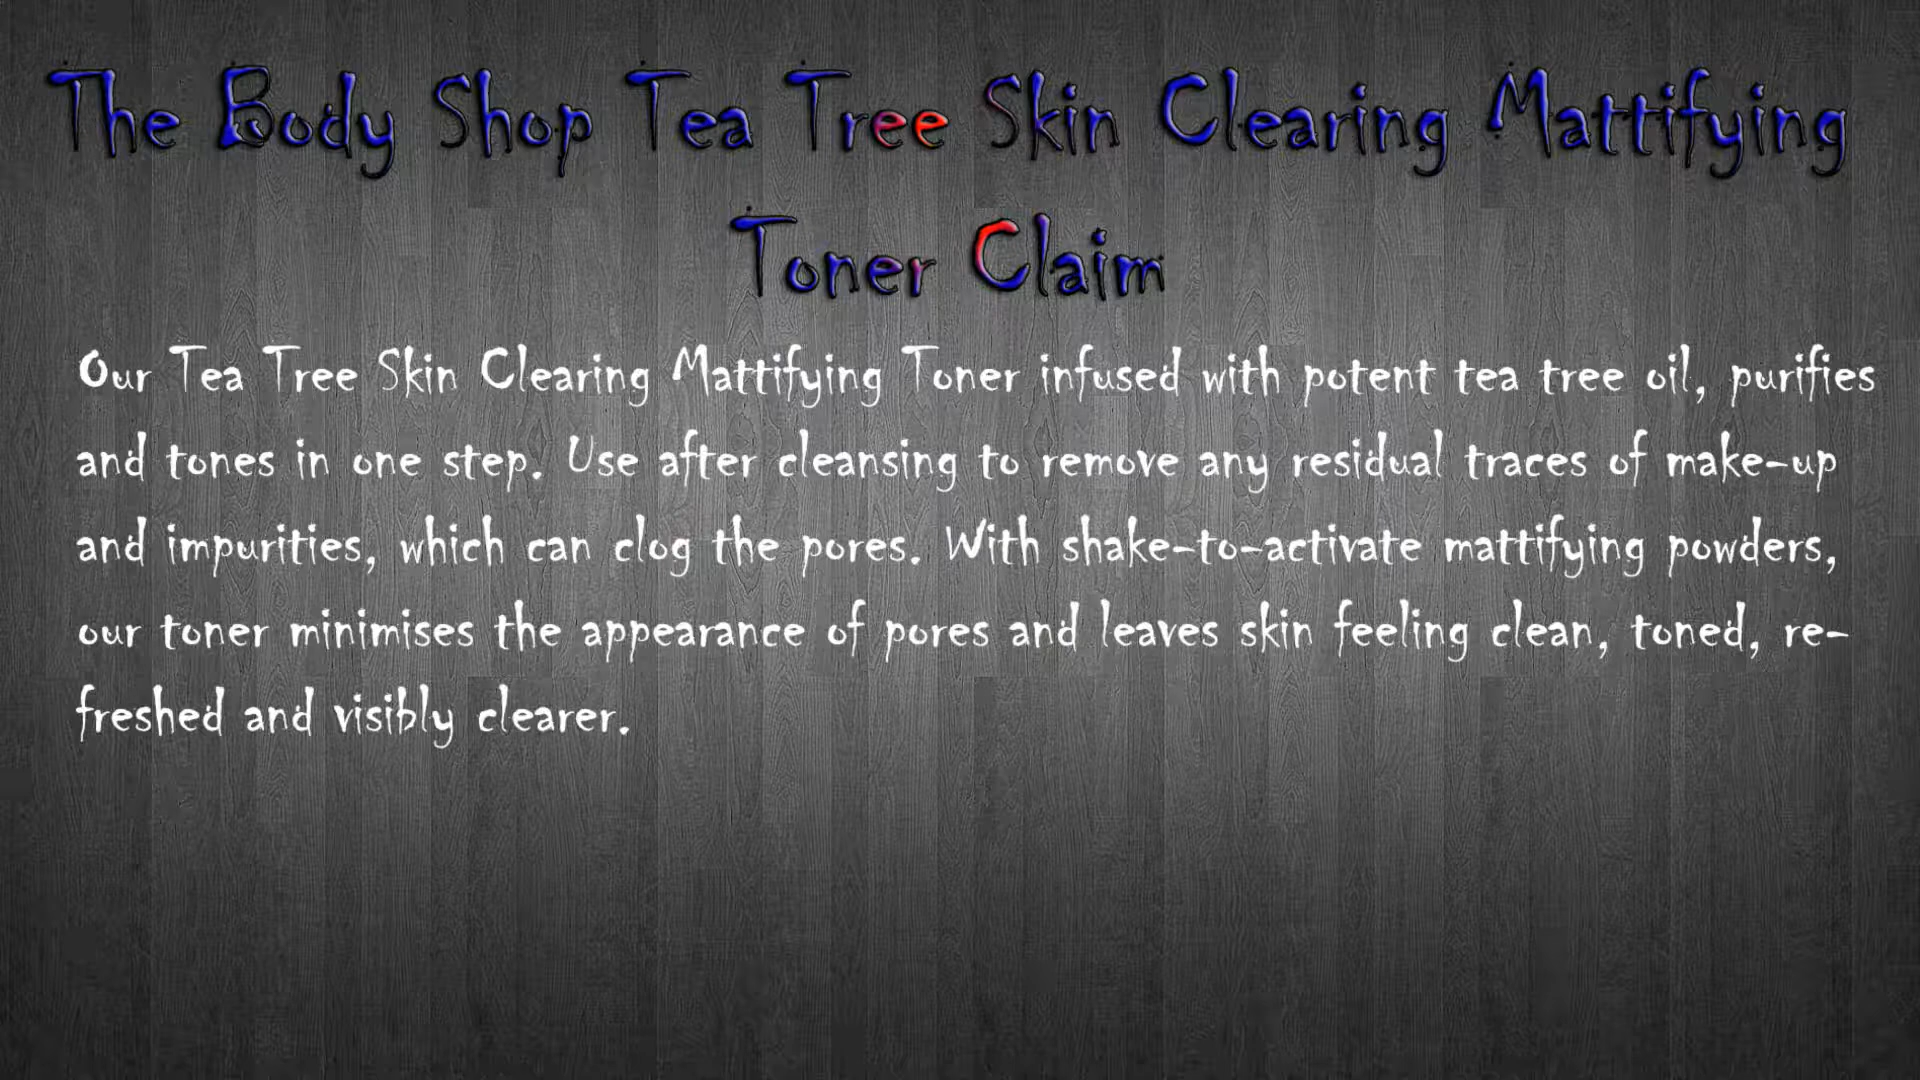 The Body Shop Tea Tree Skin Clearing Mattifying
Toner Claim
Our Tea Tree Skin Clearing Mattifying Toner infused with potent tea tree oil, purifies
and tones in one step. Use after cleansing to remove any residual traces of make-up
and impurities, which can clog the pores. With shake-to-activate mattifying powders,
our toner minimises the appearance of pores and leaves skin feeling clean, toned, re-
freshed and visibly clearer.